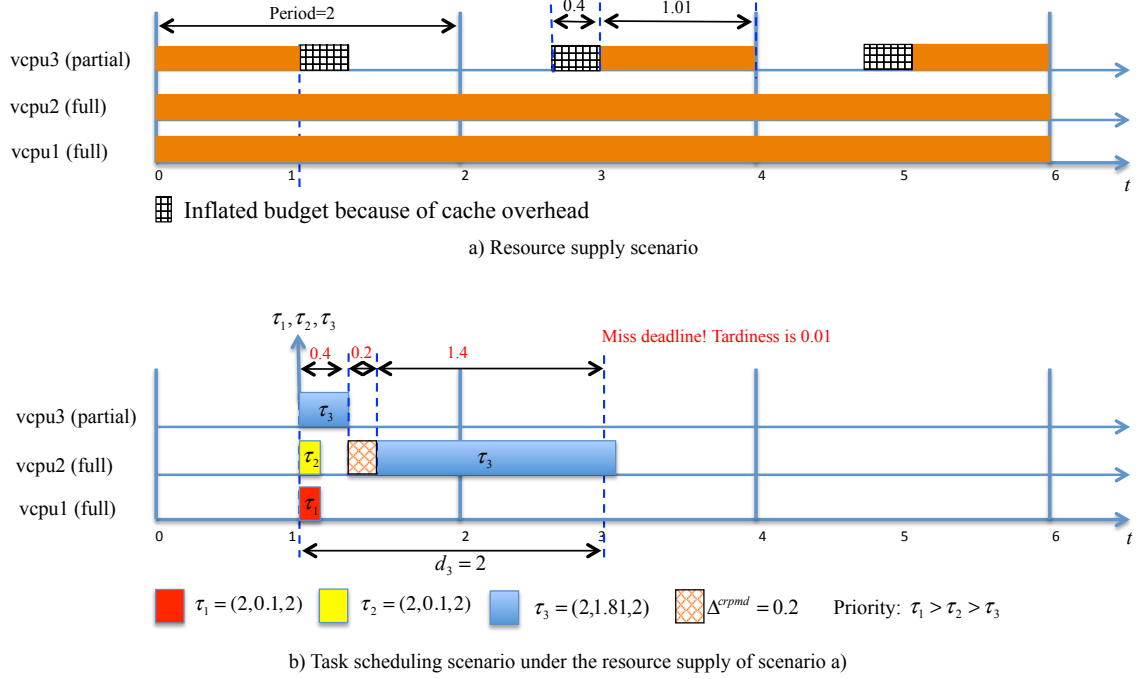 Period=2
0.4
1.01
vcpu3 (partial)
vcpu2 (full)
vcpu1 (full)
0 1 2 3 4 5 6 t
Inflated budget because of cache overhead
a) Resource supply scenario
τ1, τ2, τ3
Miss deadline! Tardiness is 0.01
0.4 0.2 1.4
vcpu3 (partial)
τ3
vcpu2 (full)
τ2 τ3
vcpu1 (full)
τ1
0 1 2 3 4 5 6 t
d3 = 2
τ1 = (2,0.1,2) τ2 = (2,0.1,2) τ3 = (2,1.81,2) Δ^crpmd = 0.2 Priority: τ1 > τ2 > τ3
b) Task scheduling scenario under the resource supply of scenario a)